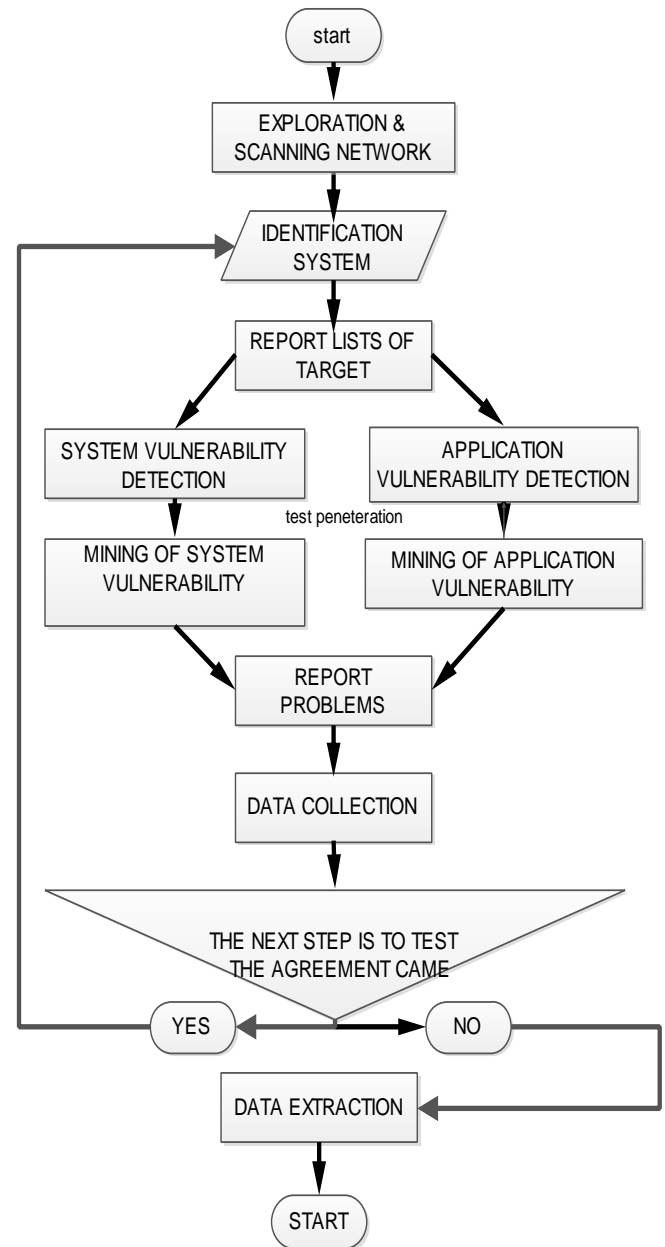 start
EXPLORATION &
SCANNING NETWORK
IDENTIFICATION
SYSTEM
REPORT LISTS OF
TARGET
SYSTEM VULNERABILITY
DETECTION
APPLICATION
VULNERABILITY DETECTION
test peneteration
MINING OF SYSTEM
VULNERABILITY
MINING OF APPLICATION
VULNERABILITY
REPORT
PROBLEMS
DATA COLLECTION
THE NEXT STEP IS TO TEST
THE AGREEMENT CAME
YES
NO
DATA EXTRACTION
START